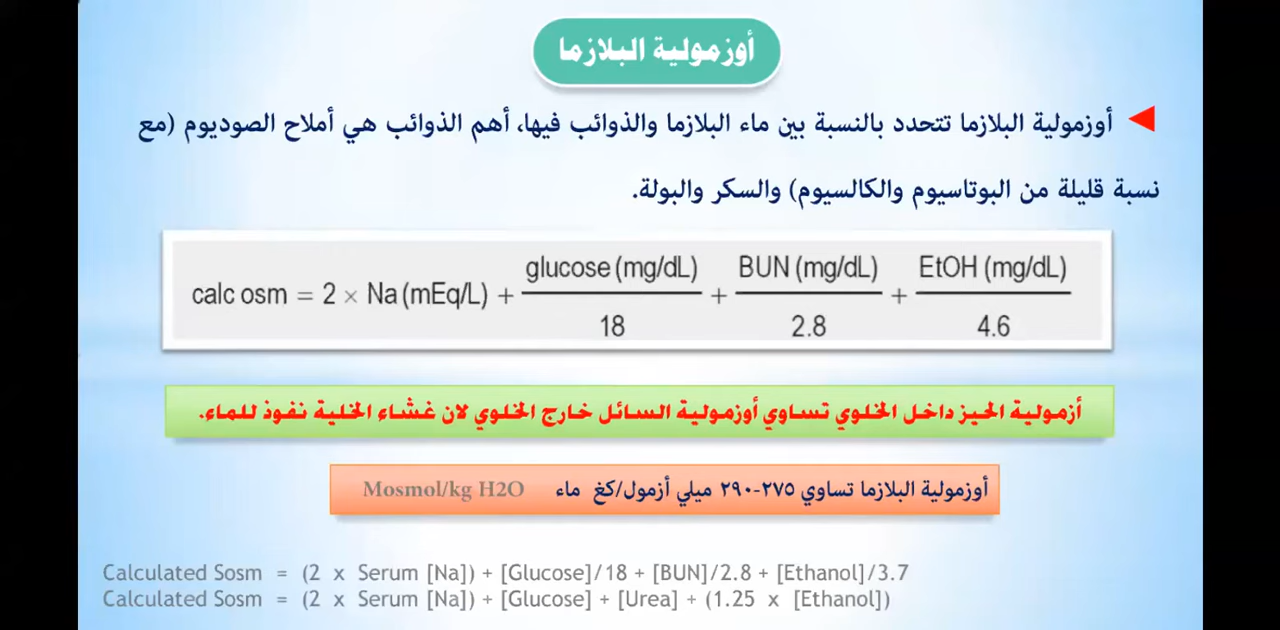 أوزمولية البلازما
أوزمولية البلازما تتحدد بالنسبة بين ماء البلازما والذوائب فيها، أهم الذوائب هي أملاح الصوديوم (مع
نسبة قليلة من البوتاسيوم والكالسيوم) والسكر والبولة.
calc osm = 2 × Na (mEq/L) + glucose (mg/dL)/18 + BUN (mg/dL)/2.8 + EtOH (mg/dL)/4.6
أزمولية الحيز داخل الخلوي تساوي أوزمولية السائل خارج الخلوي لان غشاء الخلية نفوذ للماء.
أوزمولية البلازما تساوي ٢٧٥-٢٩٠ ميلي أزمول/كغ ماء Mosmol/kg H2O
Calculated Sosm = (2 x Serum [Na]) + [Glucose]/18 + [BUN]/2.8 + [Ethanol]/3.7
Calculated Sosm = (2 x Serum [Na]) + [Glucose] + [Urea] + (1.25 x [Ethanol])